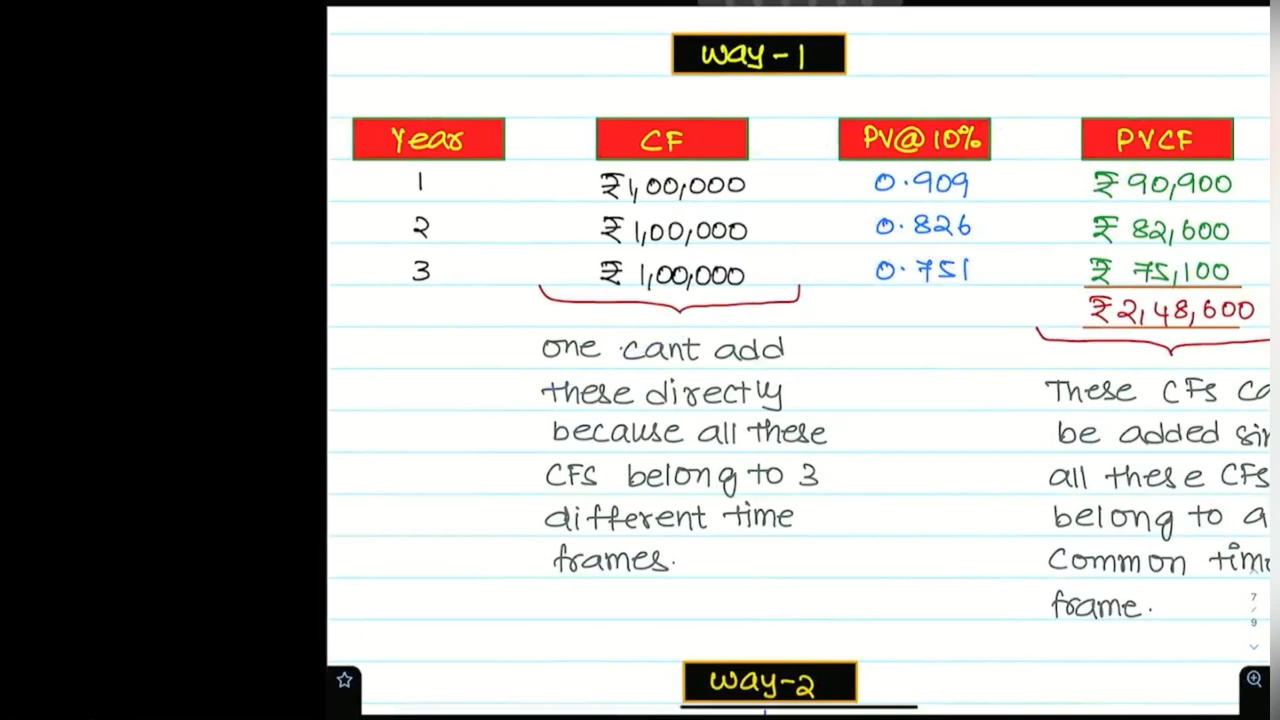 Way-1
Year CF PV@10% PVCF
1 ₹1,00,000 0.909 ₹90,900
2 ₹1,00,000 0.826 ₹82,600
3 ₹1,00,000 0.751 ₹75,100
₹2,48,600
one cant add
these directly
because all these
CFS belong to 3
different time
frames.
These CFs
be added
all these CFs
belong to a
Common
frame.
7
/
9
Way-2